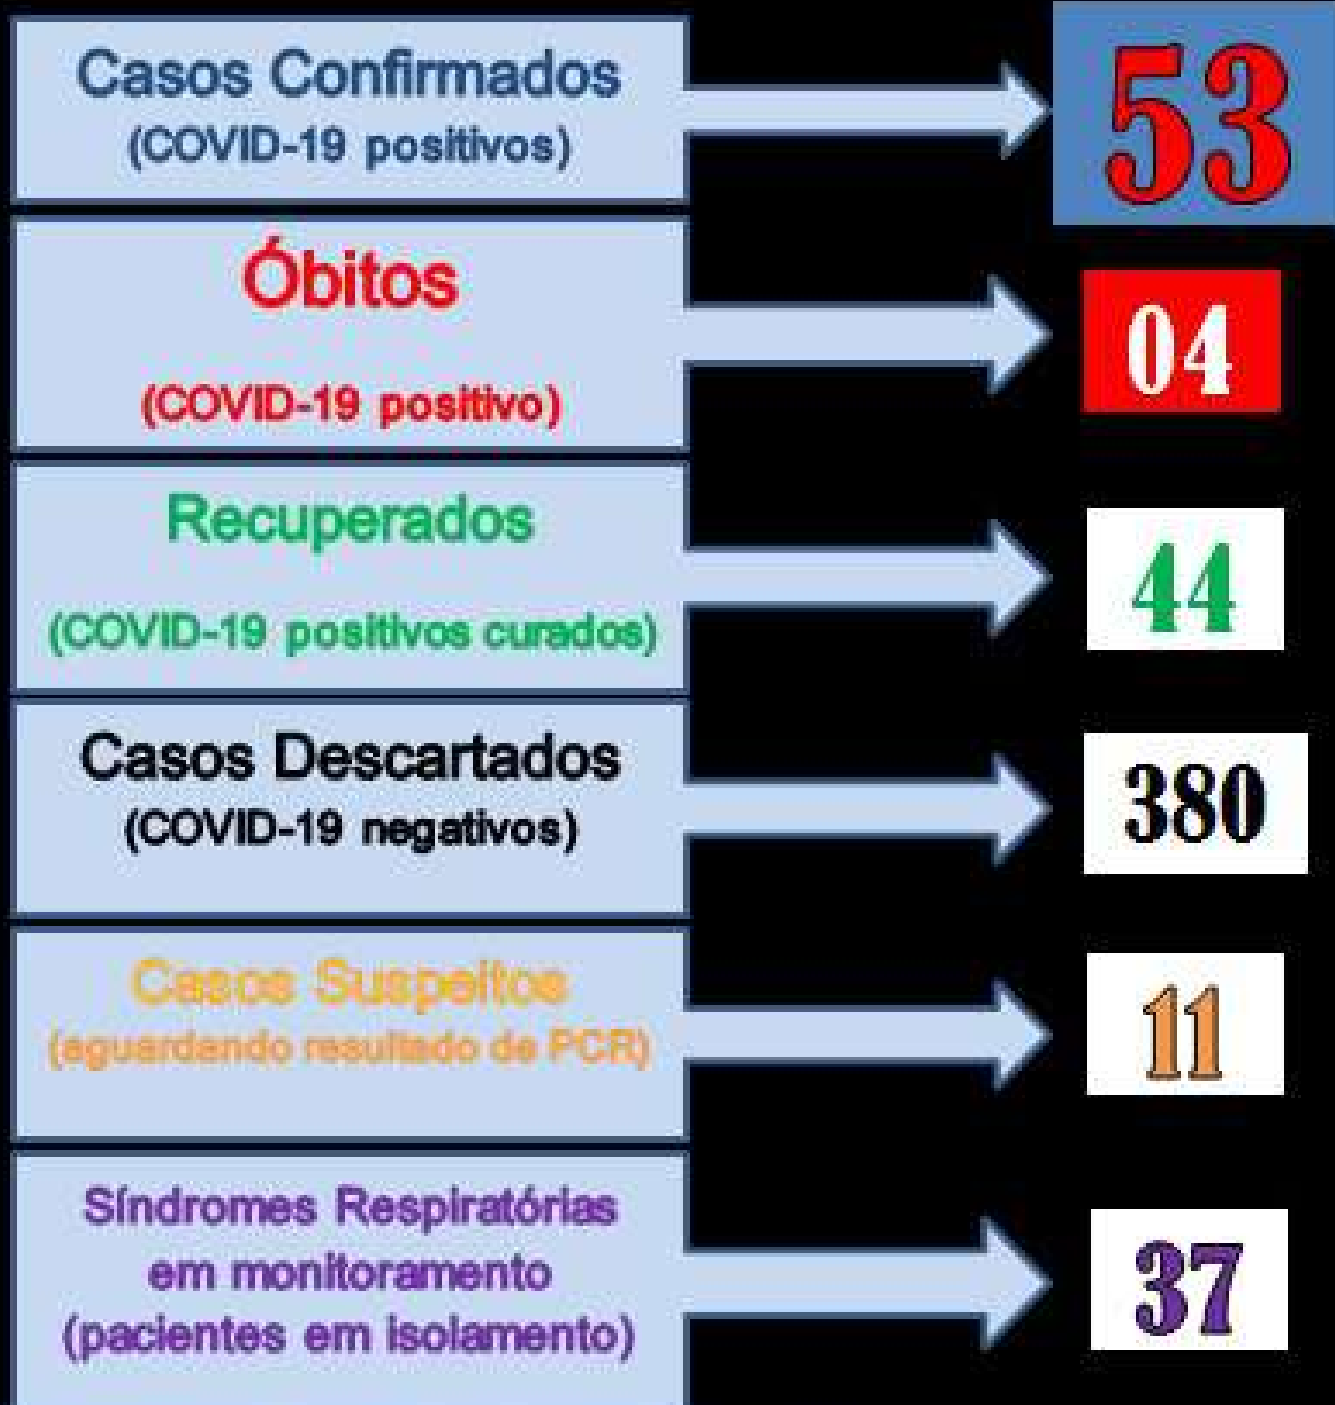 Casos Confirmados
(COVID-19 positivos)
53
Óbitos
(COVID-19 positivo)
04
Recuperados
(COVID-19 positivos curados)
44
Casos Descartados
(COVID-19 negativos)
380
Casos Suspeitos
(aguardando resultado de PCR)
11
Síndromes Respiratórias
em monitoramento
(pacientes em isolamento)
37